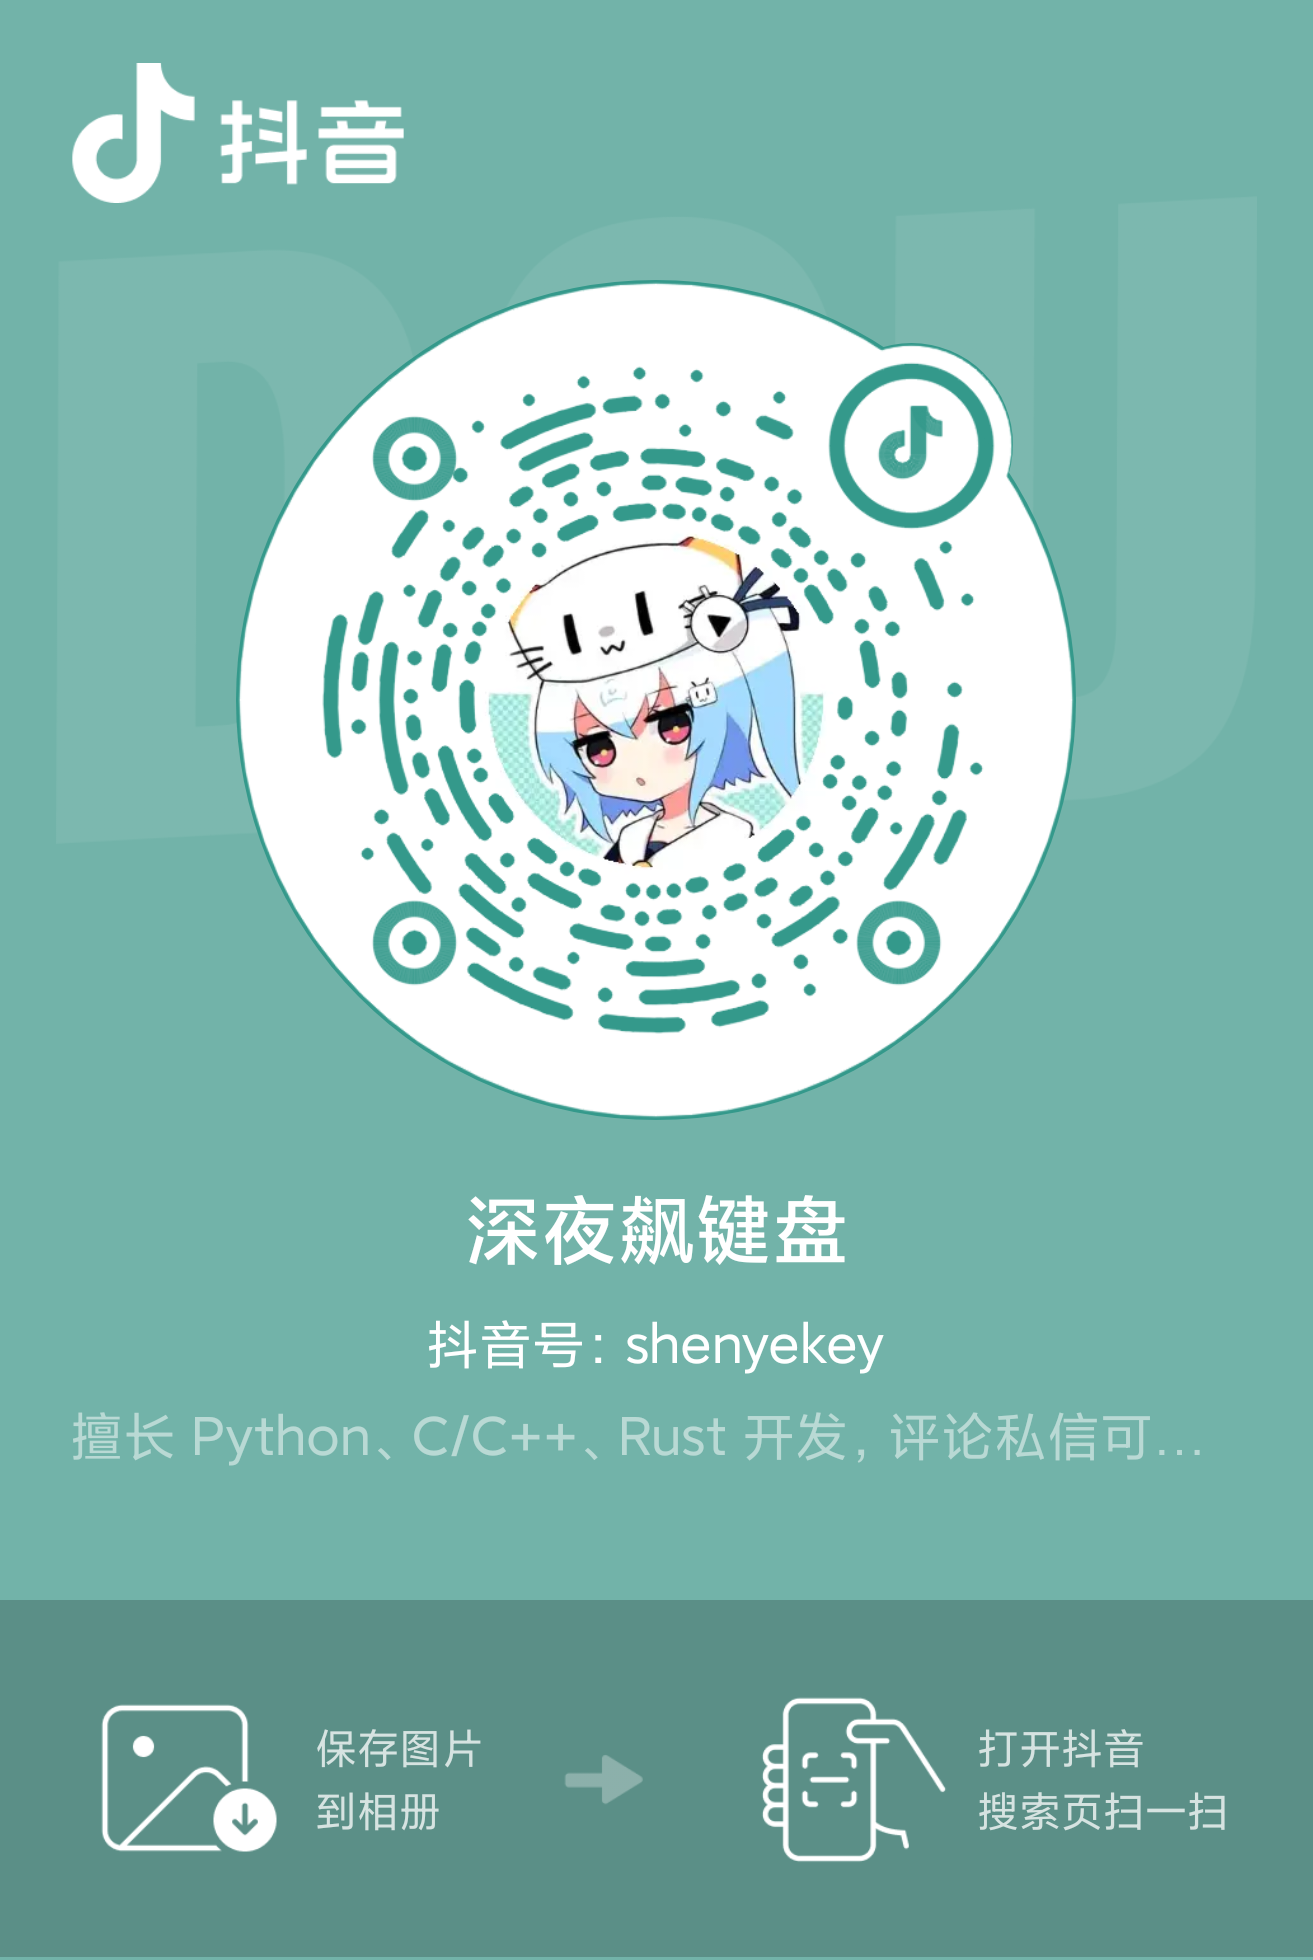 抖音
DOU
深夜飙键盘
抖音号：shenyekey
擅长 Python、C/C++、Rust 开发，评论私信可...
保存图片
到相册
打开抖音
搜索页扫一扫